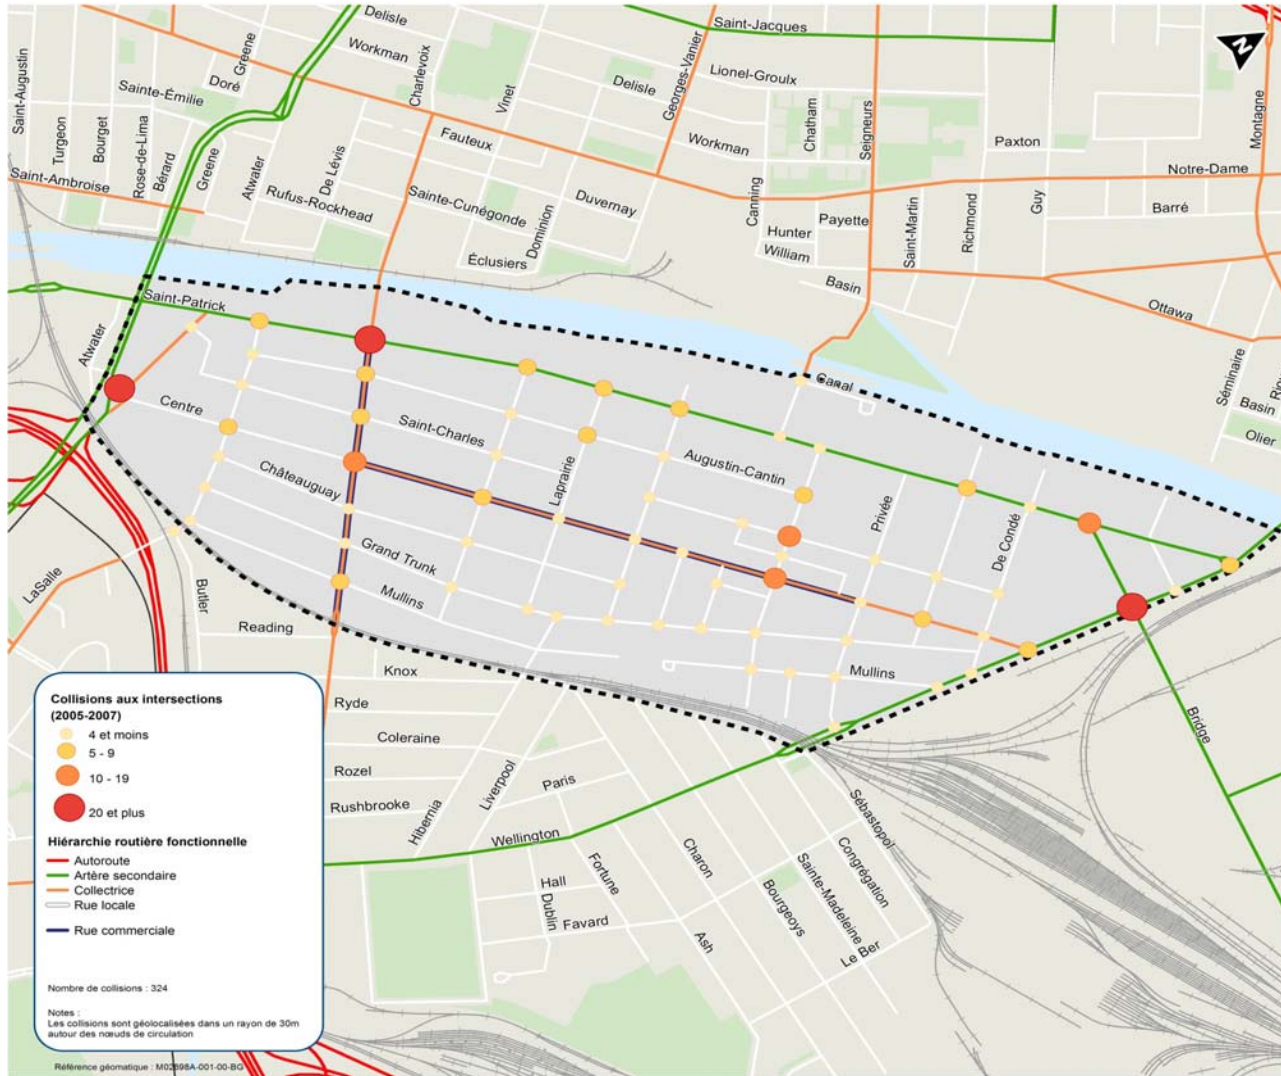 Saint-Jacques
Delisle
Workman
Charlevoix
Greene
Doré
Sainte-Émilie
Saint-Augustin
Turgeon
Bourget
Rose-de-Lima
Bérard
Greene
Atwater
De Lévis
Saint-Ambroise
Rufus-Rockhead
Vinet
Fauteux
Sainte-Cunégonde
Dominion
Duvernay
Éclusiers
Delisle
Georges-Vanier
Lionel-Groulx
Workman
Chatham
Seigneurs
Canning
Payette
Hunter
William
Basin
Saint-Martin
Richmond
Paxton
Guy
Notre-Dame
Barré
Montagne
N
Ottawa
Séminaire
Basin
Olier
Saint-Patrick
Atwater
Canal
Centre
Saint-Charles
Châteauguay
Laprairie
Augustin-Cantin
Privée
De Condé
Grand Trunk
Mullins
Mullins
LaSalle
Butler
Reading
Knox
Ryde
Coleraine
Rozel
Rushbrooke
Hibernia
Liverpool
Paris
Wellington
Bridge
Hall
Dublin
Favard
Fortune
Charon
Ash
Bourgeoys
Sainte-Madeleine
Congrégation
Sébastopol
Le Ber
Collisions aux intersections
(2005-2007)
4 et moins
5 - 9
10 - 19
20 et plus
Hiérarchie routière fonctionnelle
Autoroute
Artère secondaire
Collectrice
Rue locale
Rue commerciale
Nombre de collisions : 324
Notes :
Les collisions sont géolocalisées dans un rayon de 30m
autour des nœuds de circulation